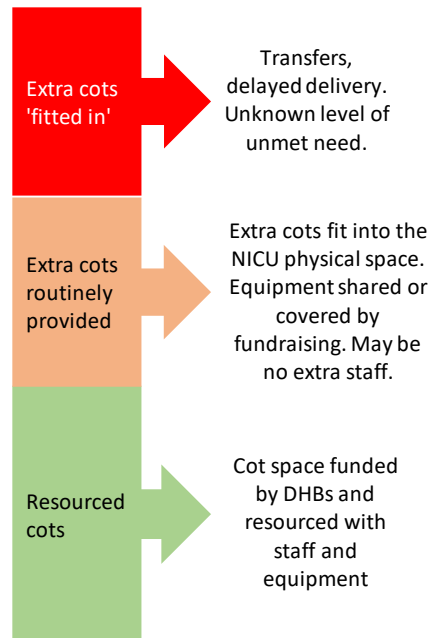 Extra cots
'fitted in'
Transfers,
delayed delivery.
Unknown level of
unmet need.
Extra cots
routinely
provided
Extra cots fit into the
NICU physical space.
Equipment shared or
covered by
fundraising. May be
no extra staff.
Resourced
cots
Cot space funded
by DHBs and
resourced with
staff and
equipment